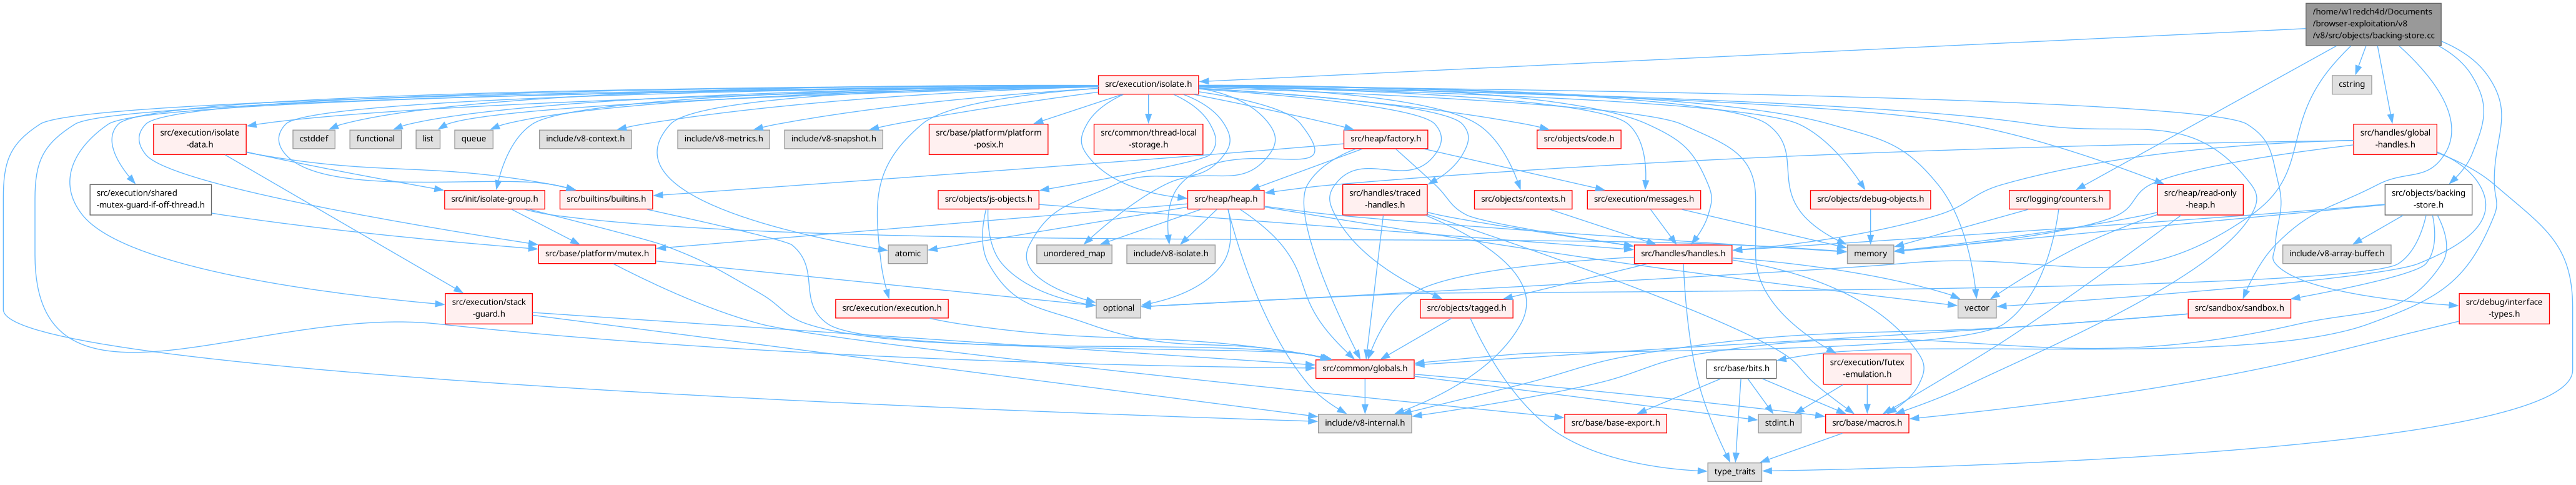 /home/w1redch4d/Documents
/browser-exploitation/v8
/v8/src/objects/backing-store.cc
src/execution/isolate.h
cstring
src/execution/isolate
-data.h
cstddef
functional
list
queue
include/v8-context.h
include/v8-metrics.h
include/v8-snapshot.h
src/base/platform/platform
-posix.h
src/common/thread-local
-storage.h
src/heap/factory.h
src/objects/code.h
src/handles/global
-handles.h
src/execution/shared
-mutex-guard-if-off-thread.h
src/init/isolate-group.h
src/builtins/builtins.h
src/objects/js-objects.h
src/heap/heap.h
src/handles/traced
-handles.h
src/objects/contexts.h
src/execution/messages.h
src/objects/debug-objects.h
src/logging/counters.h
src/heap/read-only
-heap.h
src/objects/backing
-store.h
src/base/platform/mutex.h
atomic
unordered_map
include/v8-isolate.h
src/handles/handles.h
memory
include/v8-array-buffer.h
src/execution/stack
-guard.h
src/execution/execution.h
optional
src/objects/tagged.h
vector
src/sandbox/sandbox.h
src/debug/interface
-types.h
src/common/globals.h
src/base/bits.h
src/execution/futex
-emulation.h
include/v8-internal.h
src/base/base-export.h
stdint.h
src/base/macros.h
type_traits